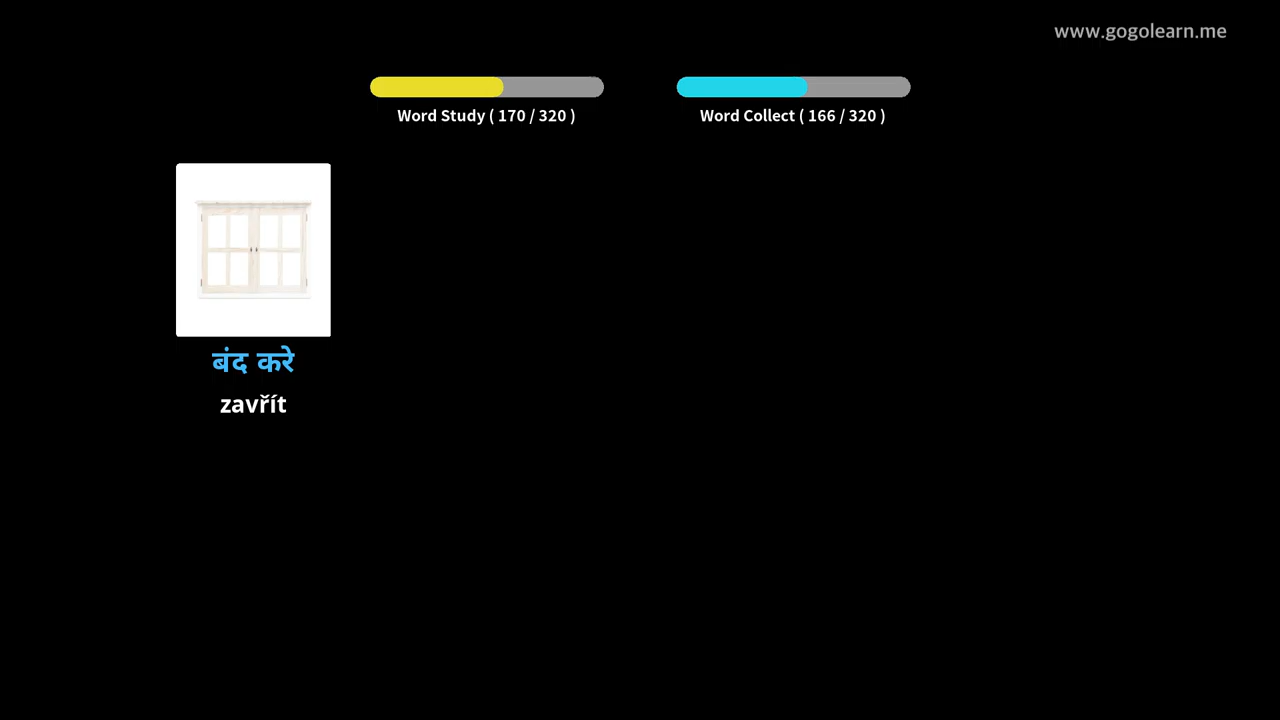 www.gogolearn.me
Word Study ( 170 / 320 )
Word Collect ( 166 / 320 )
बंद करे
zavřít